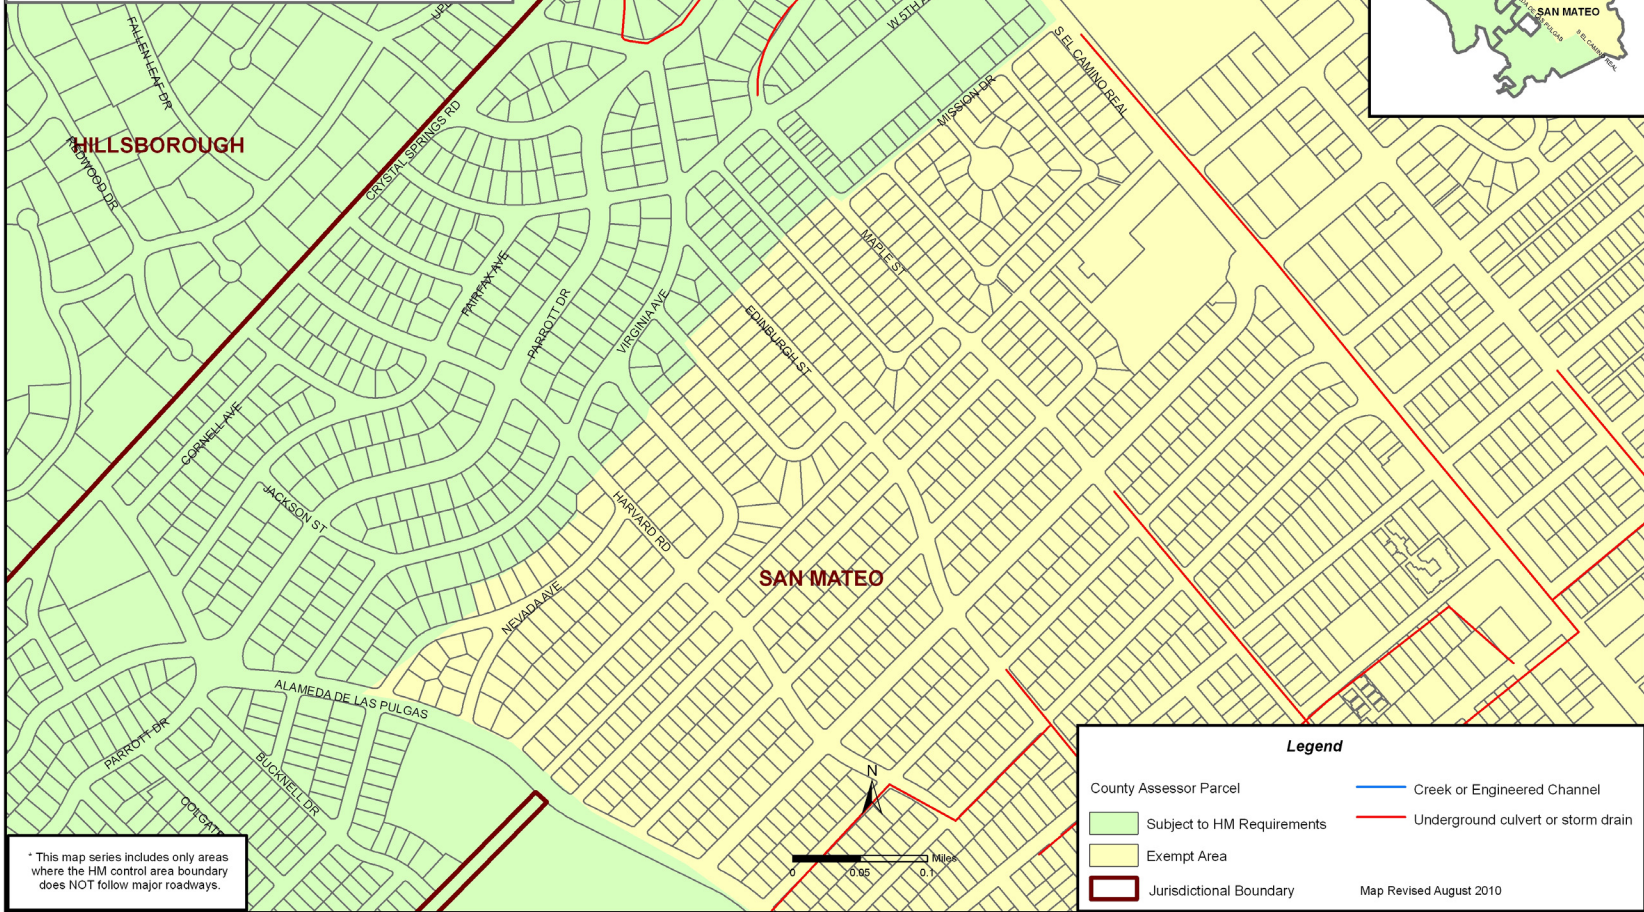 FALLEN LEAF DR
W 5TH A
S EL CAMINO REAL
SAN MATEO
S EL CAMINO REAL
HILLSBOROUGH
REDWOOD DR
CRYSTAL SPRINGS RD
MISSION DR
MAPLE ST
FAIRFAX AVE
PARROTT DR
VIRGINIA AVE
EDINBURGH ST
CORNELL AVE
JACKSON ST
HARVARD RD
SAN MATEO
NEVADA AVE
ALAMEDA DE LAS PULGAS
PARROTT DR
BUCKNELL DR
COLGATE
N
Miles
0 0.05 0.1
* This map series includes only areas
where the HM control area boundary
does NOT follow major roadways.
Legend
County Assessor Parcel
Subject to HM Requirements
Exempt Area
Jurisdictional Boundary
Creek or Engineered Channel
Underground culvert or storm drain
Map Revised August 2010